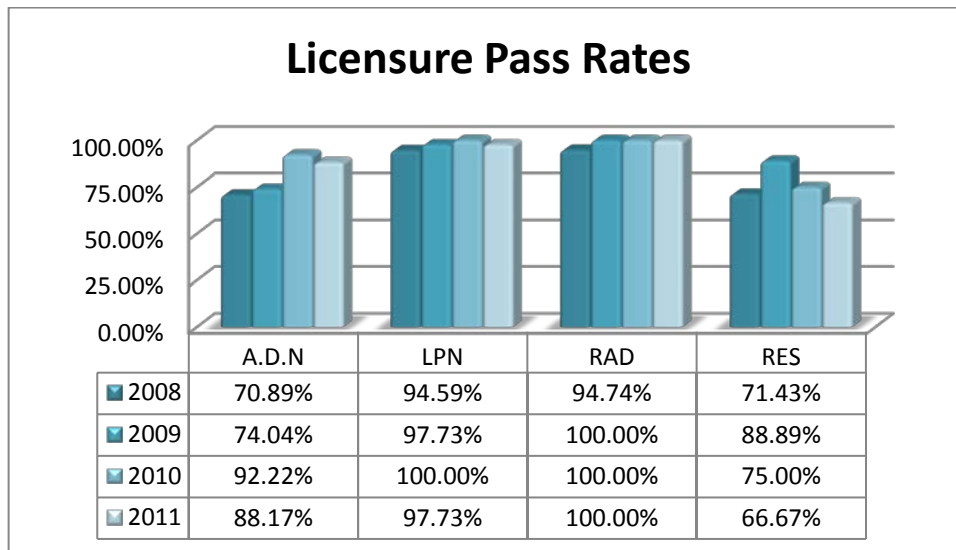 Licensure Pass Rates
100.00%
75.00%
50.00%
25.00%
0.00%
A.D.N LPN RAD RES
2008 70.89% 94.59% 94.74% 71.43%
2009 74.04% 97.73% 100.00% 88.89%
2010 92.22% 100.00% 100.00% 75.00%
2011 88.17% 97.73% 100.00% 66.67%